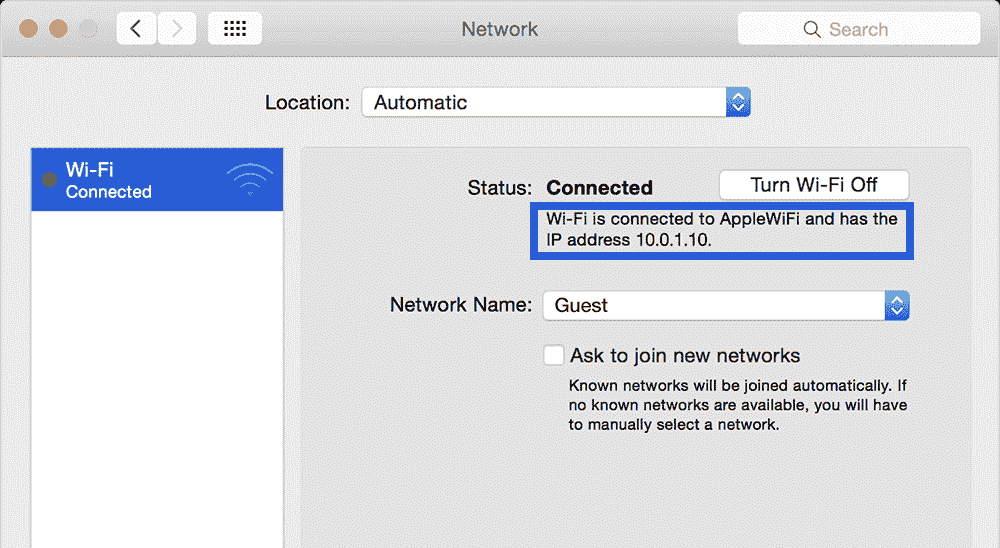 Network
Search
Location: Automatic
Wi-Fi
Connected
Status: Connected
Turn Wi-Fi Off
Wi-Fi is connected to AppleWiFi and has the
IP address 10.0.1.10.
Network Name: Guest
Ask to join new networks
Known networks will be joined automatically. If
no known networks are available, you will have
to manually select a network.